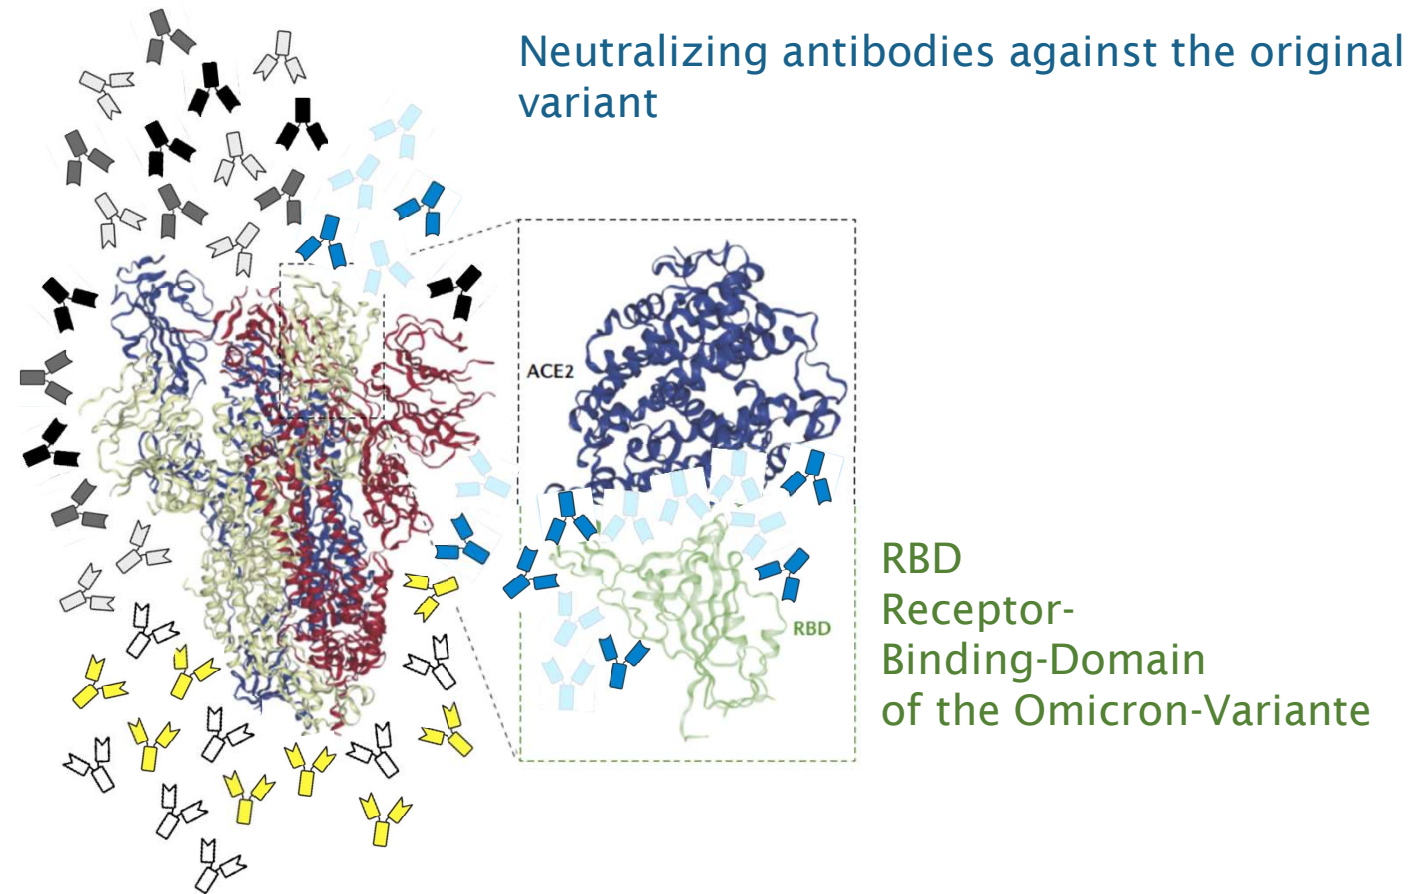 Neutralizing antibodies against the original
variant
ACE2
RBD
RBD
Receptor-
Binding-Domain
of the Omicron-Variante